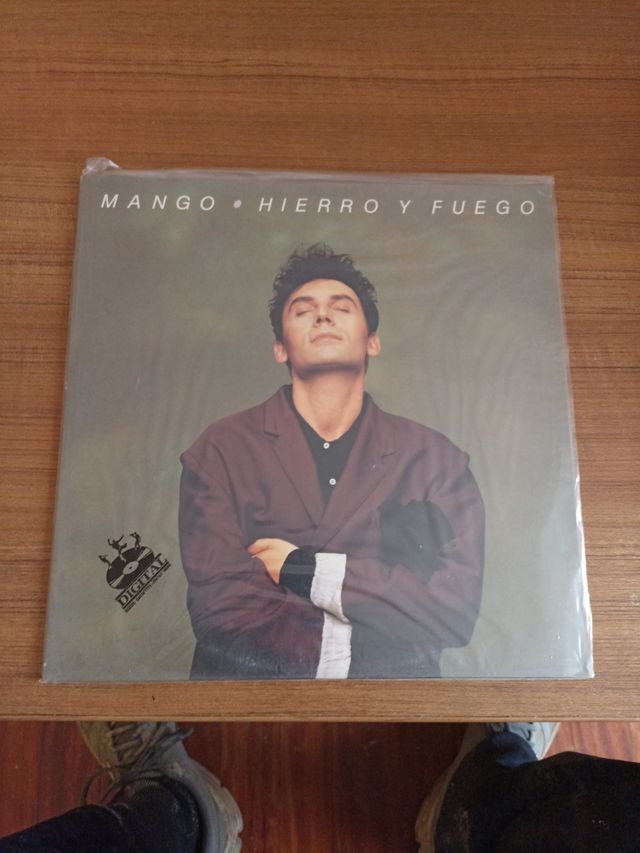 MANGO • HIERRO Y FUEGO
DIGITAL